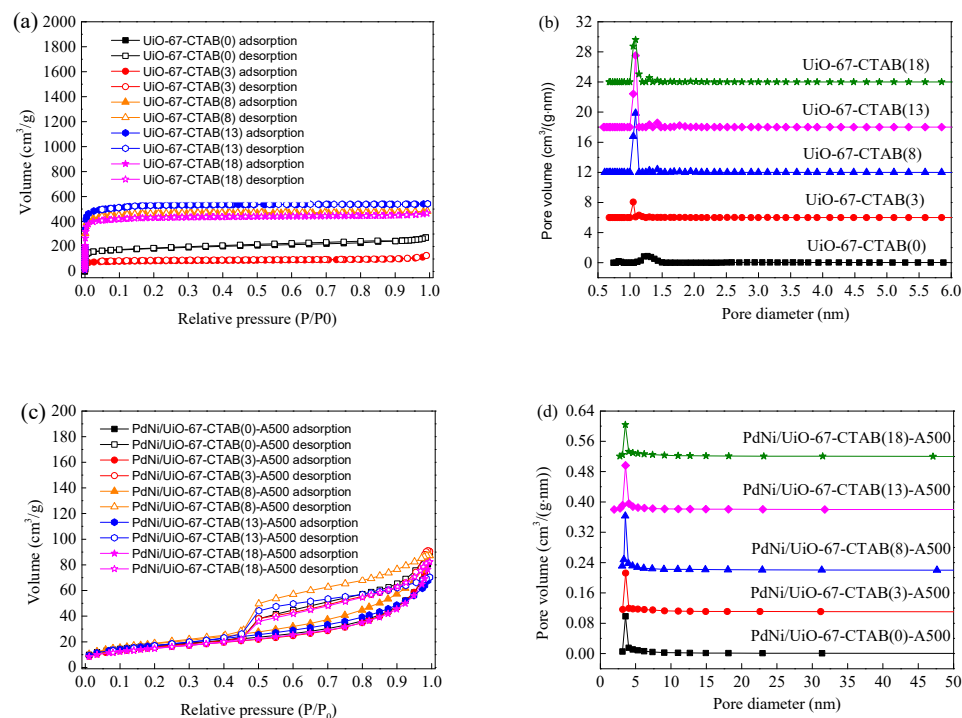 (a)
2000
1800
1600
1400
1200
1000
800
600
400
200
0
Volume (cm³/g)
UiO-67-CTAB(0) adsorption
UiO-67-CTAB(0) desorption
UiO-67-CTAB(3) adsorption
UiO-67-CTAB(3) desorption
UiO-67-CTAB(8) adsorption
UiO-67-CTAB(8) desorption
UiO-67-CTAB(13) adsorption
UiO-67-CTAB(13) desorption
UiO-67-CTAB(18) adsorption
UiO-67-CTAB(18) desorption
0.0 0.1 0.2 0.3 0.4 0.5 0.6 0.7 0.8 0.9 1.0
Relative pressure (P/P0)
(b)
32
28
24
20
16
12
8
4
0
Pore volume (cm³/(g·nm))
UiO-67-CTAB(18)
UiO-67-CTAB(13)
UiO-67-CTAB(8)
UiO-67-CTAB(3)
UiO-67-CTAB(0)
0.5 1.0 1.5 2.0 2.5 3.0 3.5 4.0 4.5 5.0 5.5 6.0
Pore diameter (nm)
(c)
200
180
160
140
120
100
80
60
40
20
0
Volume (cm³/g)
PdNi/UiO-67-CTAB(0)-A500 adsorption
PdNi/UiO-67-CTAB(0)-A500 desorption
PdNi/UiO-67-CTAB(3)-A500 adsorption
PdNi/UiO-67-CTAB(3)-A500 desorption
PdNi/UiO-67-CTAB(8)-A500 adsorption
PdNi/UiO-67-CTAB(8)-A500 desorption
PdNi/UiO-67-CTAB(13)-A500 adsorption
PdNi/UiO-67-CTAB(13)-A500 desorption
PdNi/UiO-67-CTAB(18)-A500 adsorption
PdNi/UiO-67-CTAB(18)-A500 desorption
0.0 0.1 0.2 0.3 0.4 0.5 0.6 0.7 0.8 0.9 1.0
Relative pressure (P/P₀)
(d)
0.64
0.56
0.48
0.40
0.32
0.24
0.16
0.08
0.00
Pore volume (cm³/(g·nm))
PdNi/UiO-67-CTAB(18)-A500
PdNi/UiO-67-CTAB(13)-A500
PdNi/UiO-67-CTAB(8)-A500
PdNi/UiO-67-CTAB(3)-A500
PdNi/UiO-67-CTAB(0)-A500
0 5 10 15 20 25 30 35 40 45 50
Pore diameter (nm)